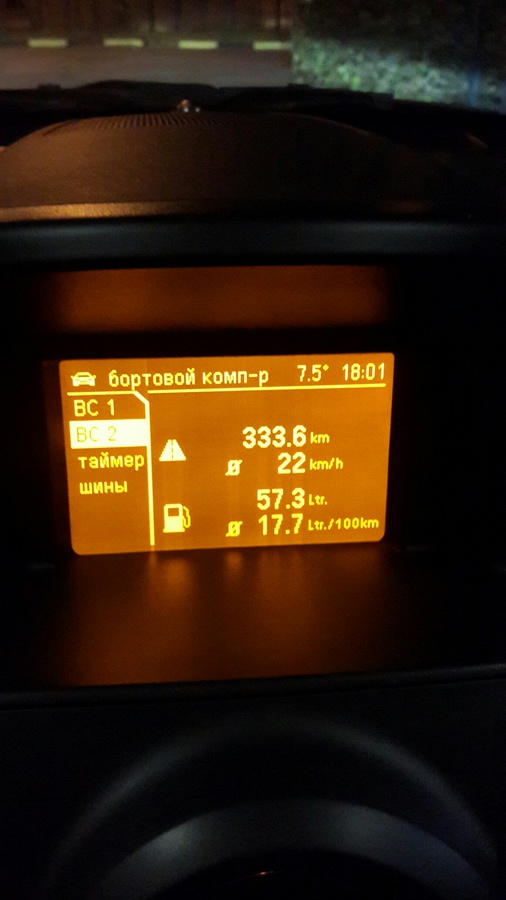 бортовой комп-р 7.5° 18:01
BC 1
BC 2
таймер
шины
333.6 km
Ø 22 km/h
57.3 Ltr.
Ø 17.7 Ltr./100km